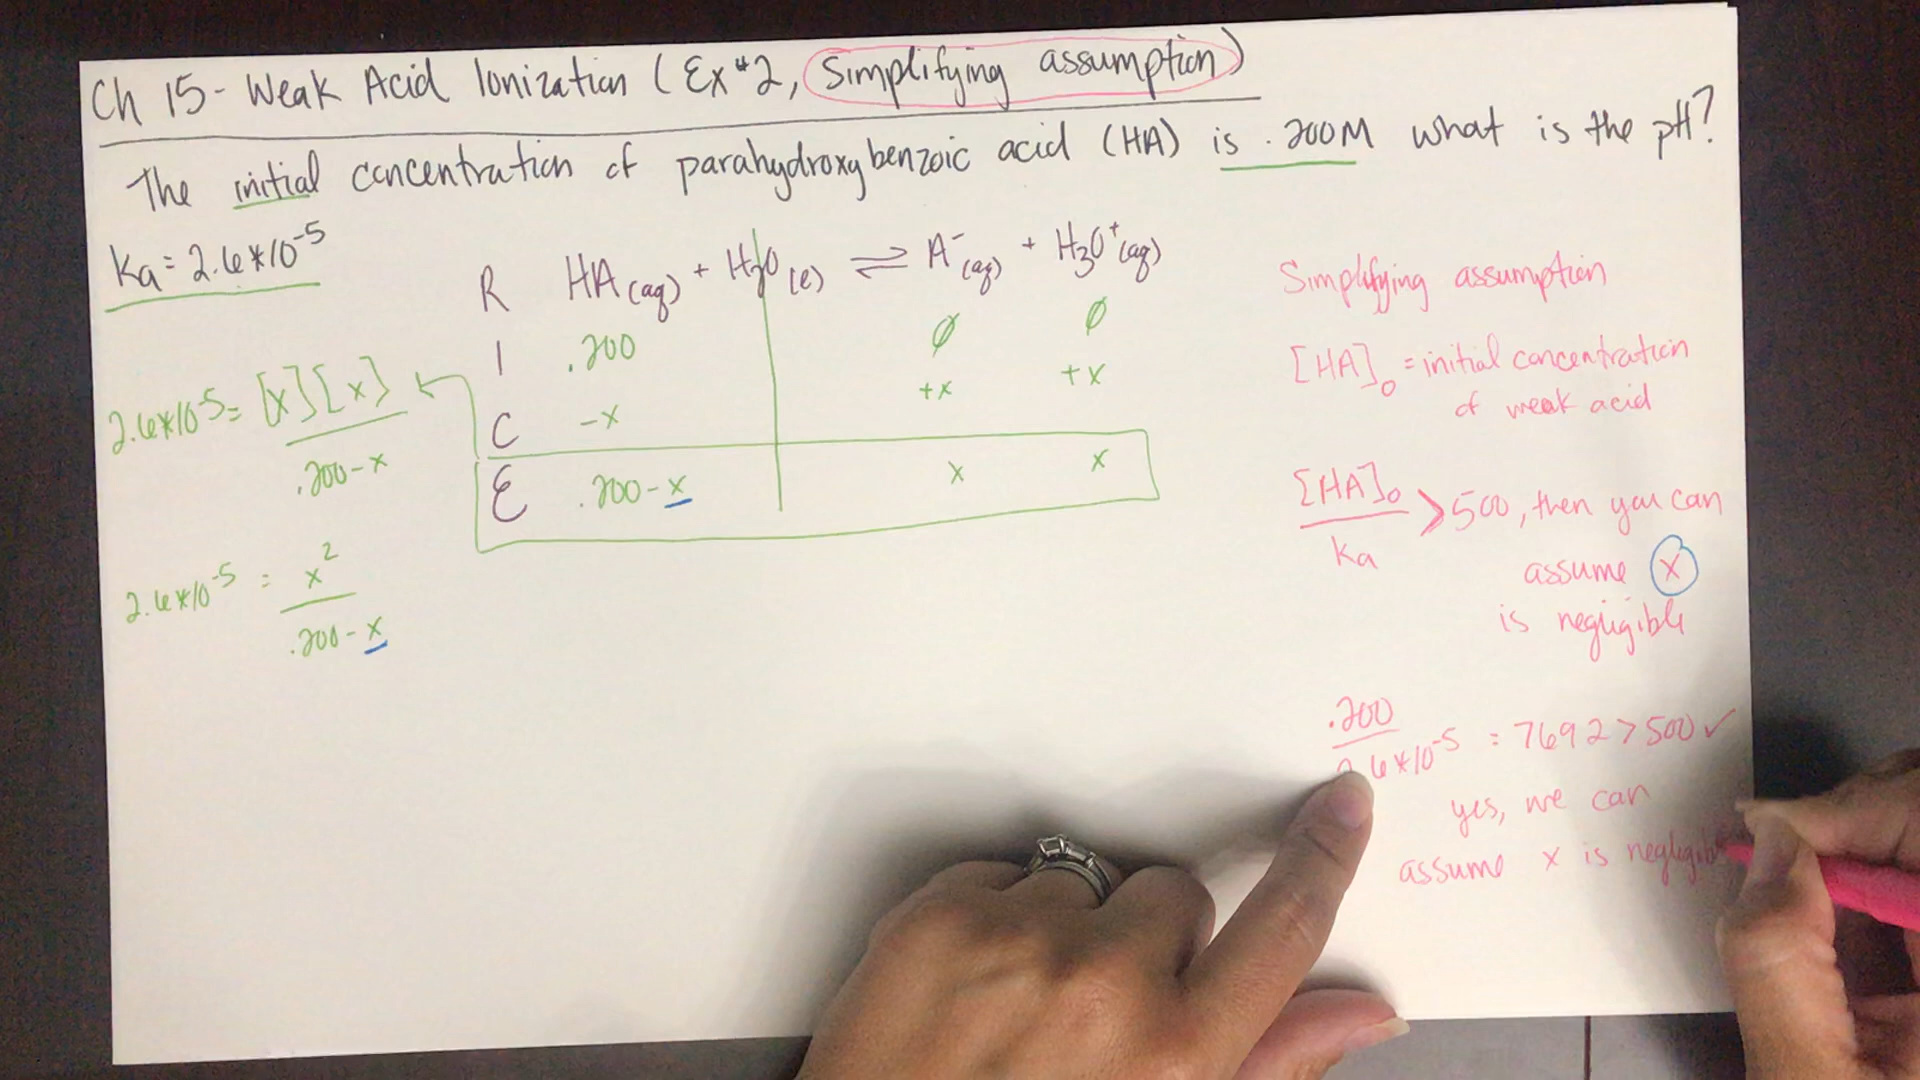 Ch 15- Weak Acid Ionization (Ex #2, Simplifying assumption)
The initial concentration of parahydroxybenzoic acid (HA) is .200M what is the pH?
Ka = 2.6*10^-5
R HA(aq) + H2O(l) ⇌ A^-(aq) + H3O^+(aq)
I .200 ∅ ∅
C -x +x +x
E .200-x x x
2.6*10^-5 = [x][x]
.200-x
2.6*10^-5 = x^2
.200-x
Simplifying assumption
[HA]0 = initial concentration
of weak acid
[HA]0
Ka
>500, then you can
assume x
is negligible
.200
.6*10^-5 = 7692 > 500 ✓
yes, we can
assume x is negligib